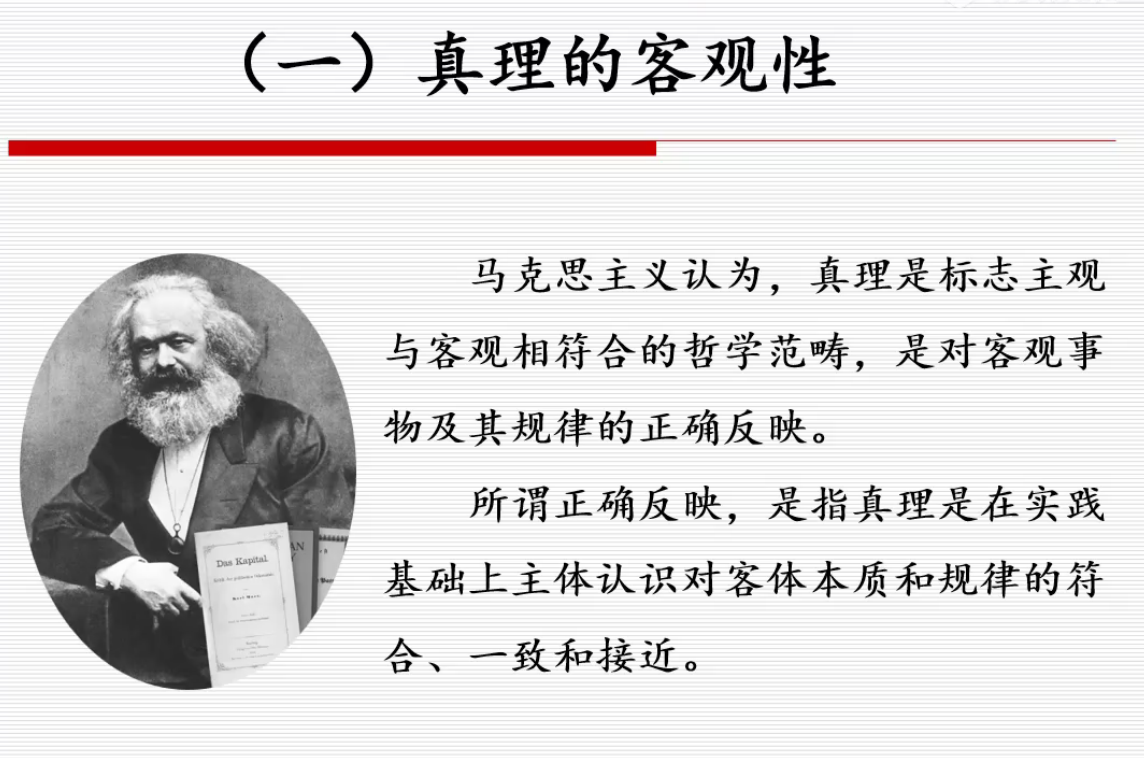 （一）真理的客观性
马克思主义认为，真理是标志主观
与客观相符合的哲学范畴，是对客观事
物及其规律的正确反映。
所谓正确反映，是指真理是在实践
基础上主体认识对客体本质和规律的符
合、一致和接近。
Das Kapital
Karl Marx